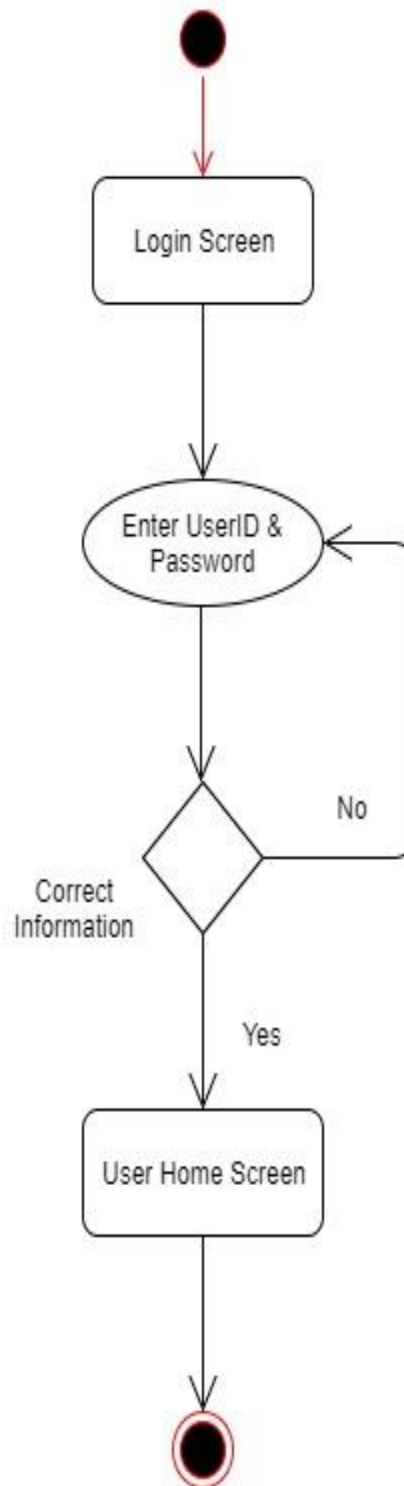 Login Screen
Enter UserID &
Password
No
Correct
Information
Yes
User Home Screen